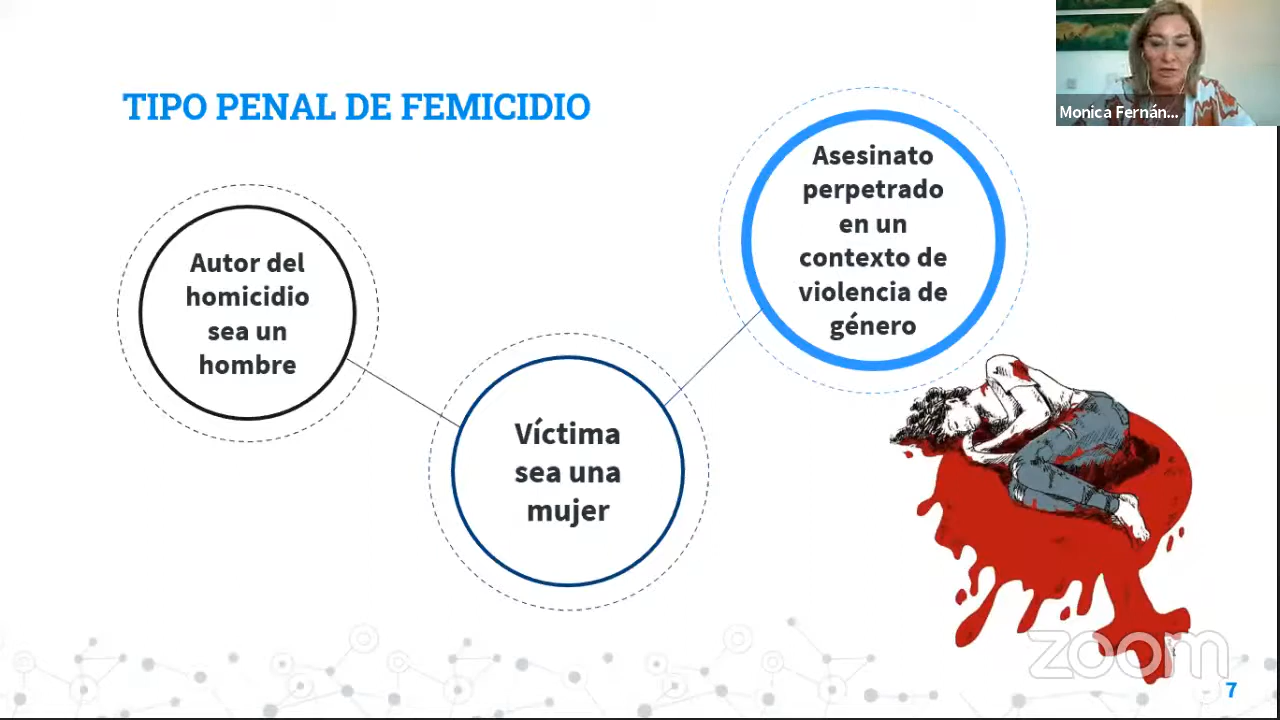 TIPO PENAL DE FEMICIDIO
Monica Fernán...
Autor del
homicidio
sea un
hombre
Víctima
sea una
mujer
Asesinato
perpetrado
en un
contexto de
violencia de
género
zoom
7